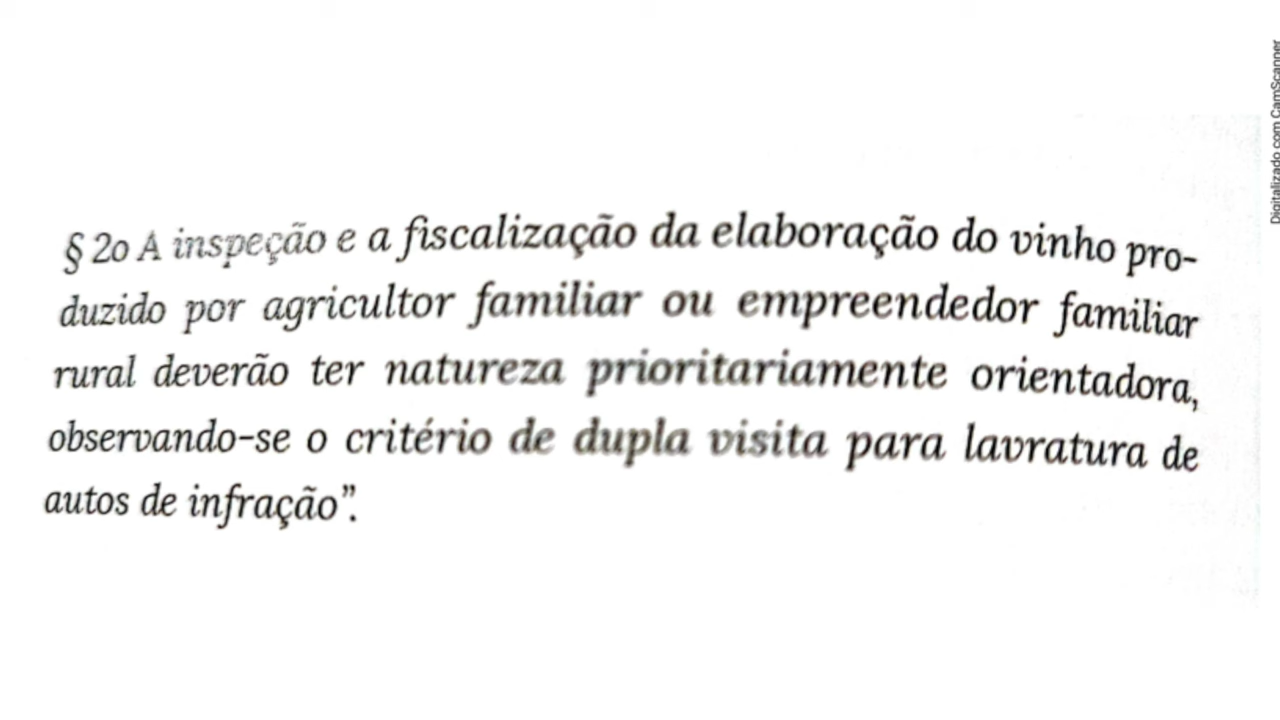 § 2o A inspeção e a fiscalização da elaboração do vinho pro-
duzido por agricultor familiar ou empreendedor familiar
rural deverão ter natureza prioritariamente orientadora,
observando-se o critério de dupla visita para lavratura de
autos de infração”.
Digitalizado com CamScanner